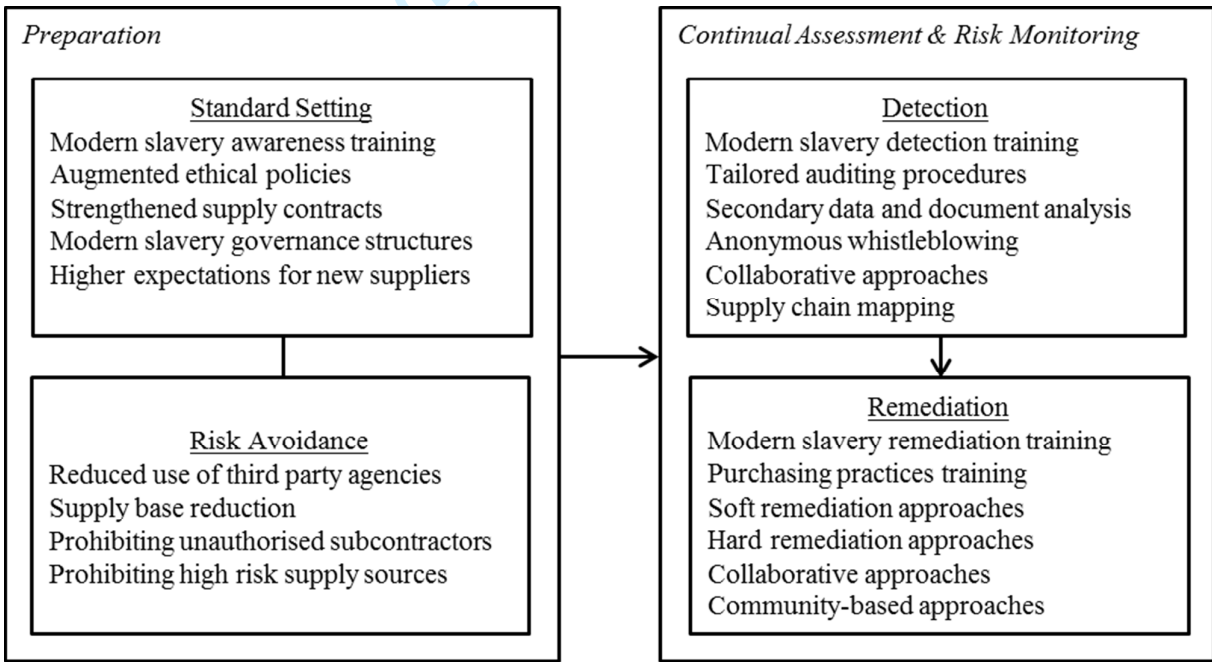 Preparation
Standard Setting
Modern slavery awareness training
Augmented ethical policies
Strengthened supply contracts
Modern slavery governance structures
Higher expectations for new suppliers
Risk Avoidance
Reduced use of third party agencies
Supply base reduction
Prohibiting unauthorised subcontractors
Prohibiting high risk supply sources
Continual Assessment & Risk Monitoring
Detection
Modern slavery detection training
Tailored auditing procedures
Secondary data and document analysis
Anonymous whistleblowing
Collaborative approaches
Supply chain mapping
Remediation
Modern slavery remediation training
Purchasing practices training
Soft remediation approaches
Hard remediation approaches
Collaborative approaches
Community-based approaches